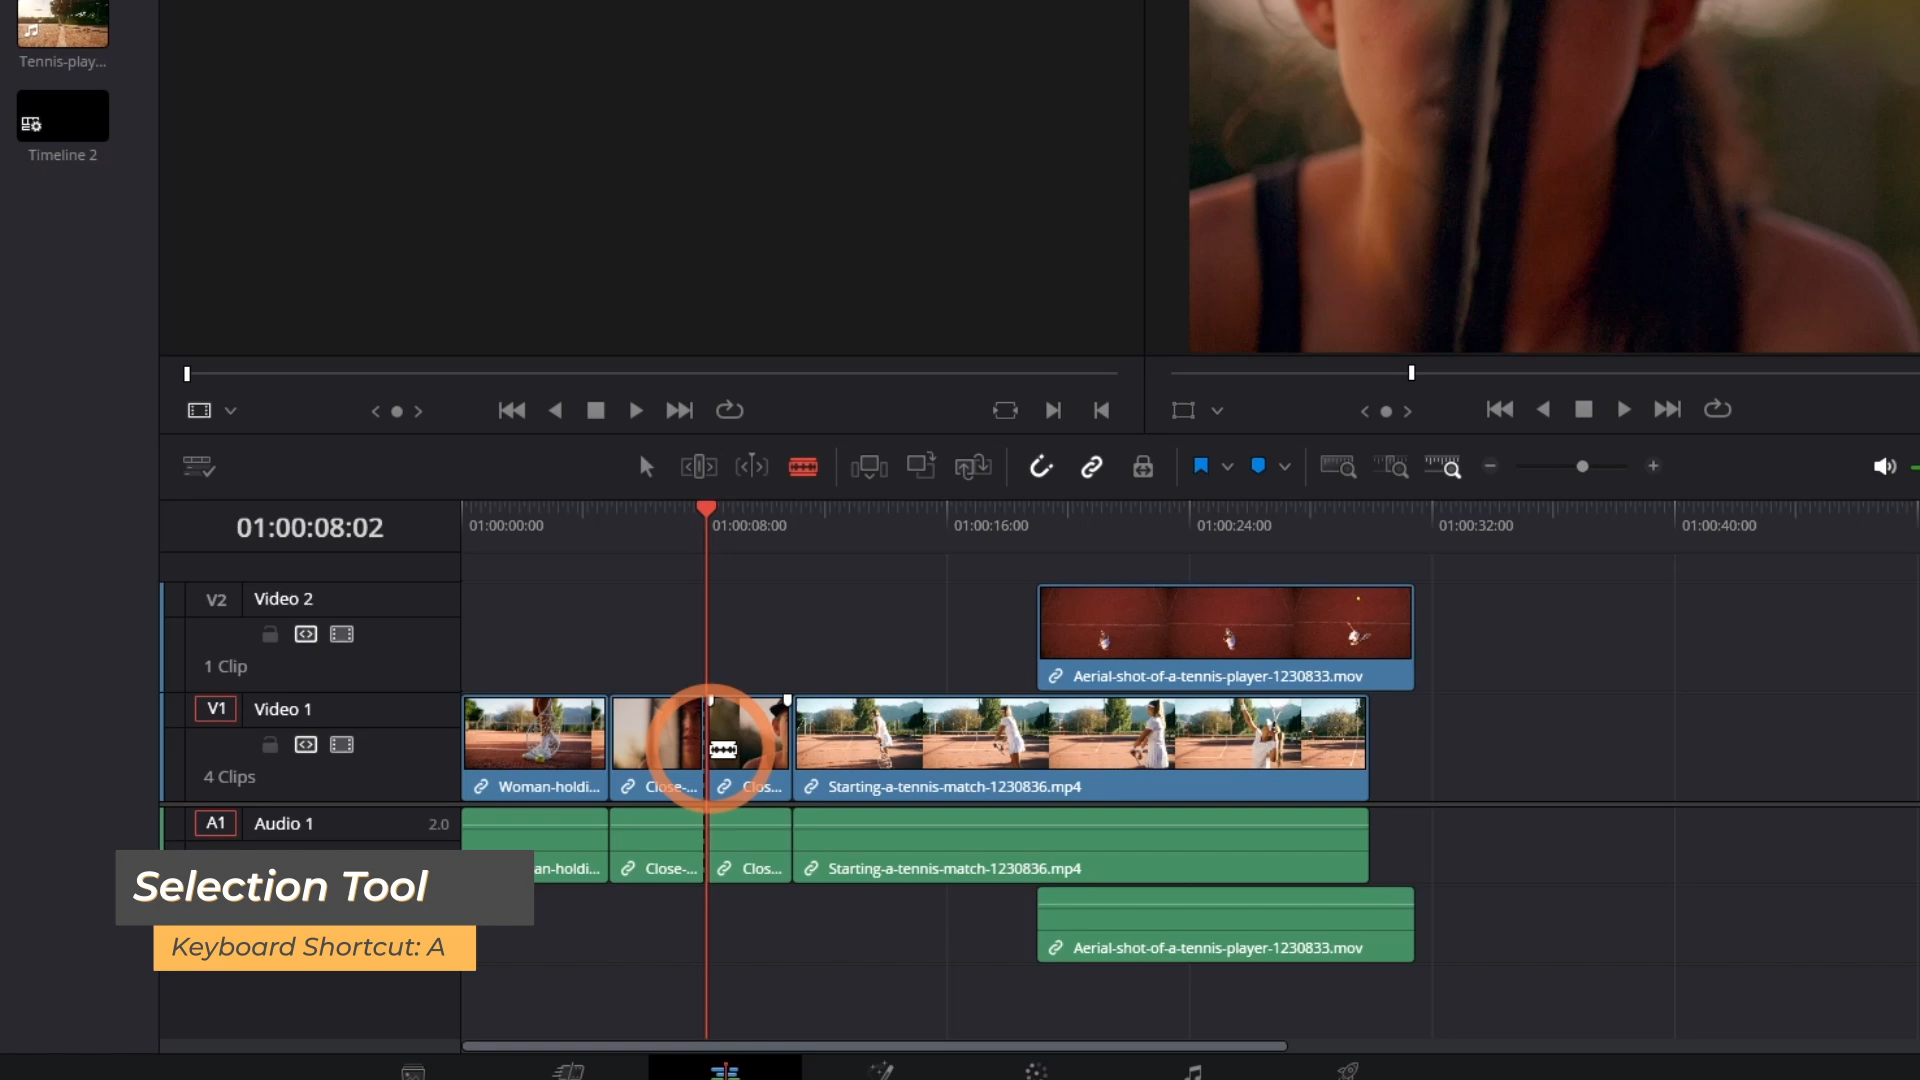 Tennis-play...
Timeline 2
01:00:08:02
01:00:00:00
01:00:08:00
01:00:16:00
01:00:24:00
01:00:32:00
01:00:40:00
V2 Video 2
1 Clip
Aerial-shot-of-a-tennis-player-1230833.mov
V1 Video 1
4 Clips
Woman-holdi...
Close-...
Clos...
Starting-a-tennis-match-1230836.mp4
A1 Audio 1 2.0
an-holdi...
Close-...
Clos...
Starting-a-tennis-match-1230836.mp4
Aerial-shot-of-a-tennis-player-1230833.mov
Selection Tool
Keyboard Shortcut: A